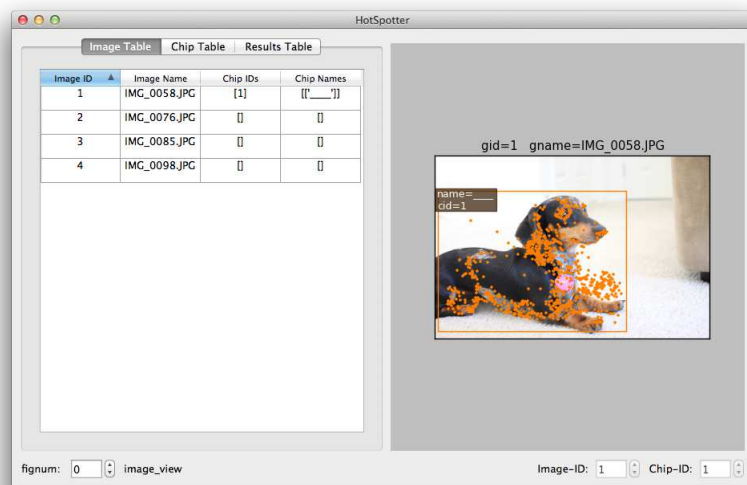 HotSpotter
Image Table Chip Table Results Table
Image ID Image Name Chip IDs Chip Names
1 IMG_0058.JPG [1] [['____']]
2 IMG_0076.JPG [] []
3 IMG_0085.JPG [] []
4 IMG_0098.JPG [] []
gid=1 gname=IMG_0058.JPG
name=____
cid=1
fignum: 0 image_view
Image-ID: 1 Chip-ID: 1